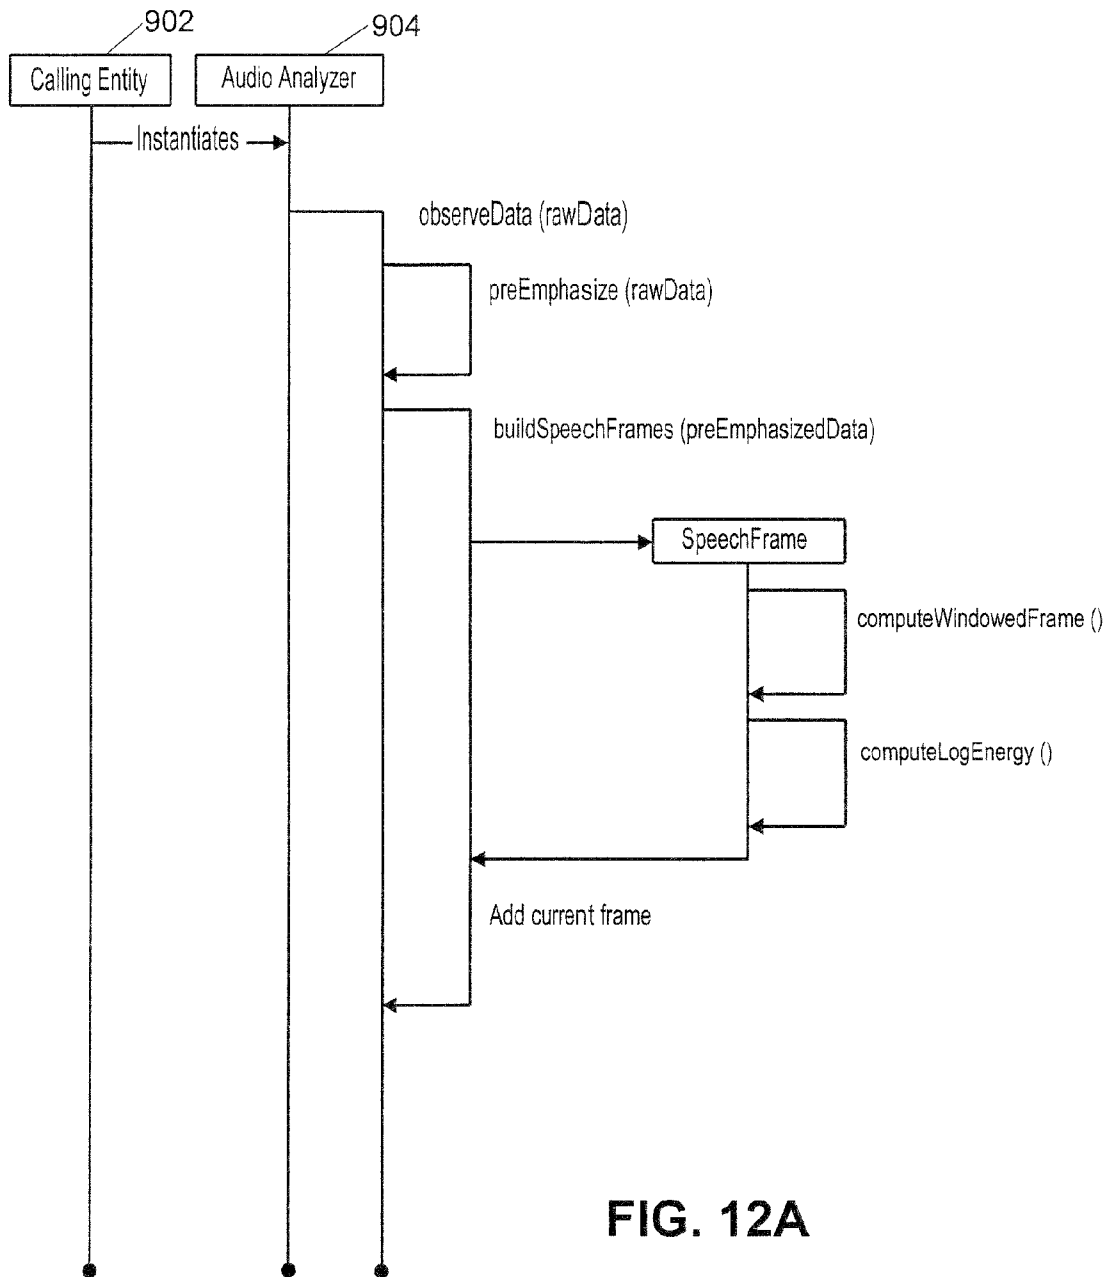 902
904
Calling Entity
Audio Analyzer
Instantiates
observeData (rawData)
preEmphasize (rawData)
buildSpeechFrames (preEmphasizedData)
SpeechFrame
computeWindowedFrame ()
computeLogEnergy ()
Add current frame
FIG. 12A